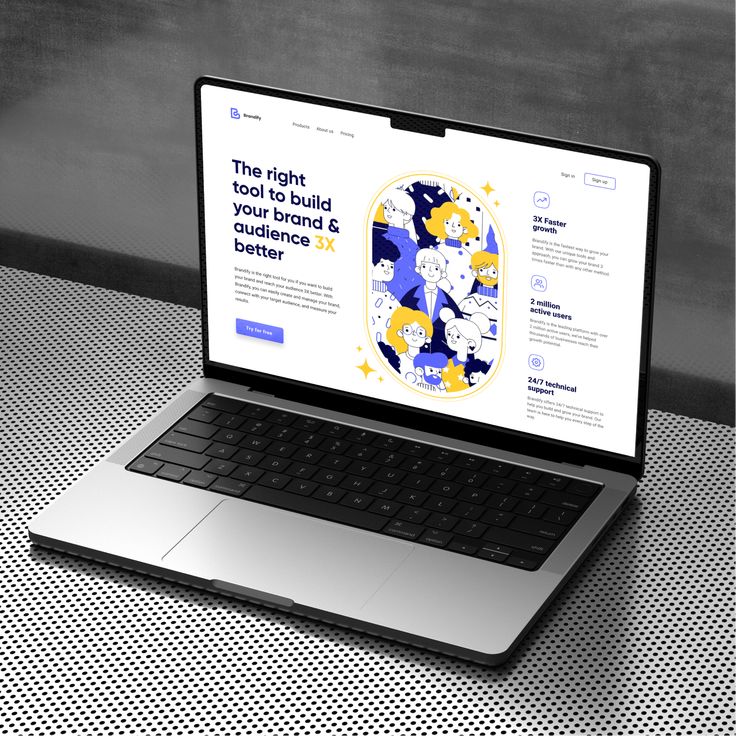 Brandify
Products
About us
Pricing
Sign in
Sign up
The right
tool to build
your brand &
audience 3X
better
Brandify is the right tool for you if you want to build
your brand and reach your audience 3X better. With
Brandify, you can easily create and manage your brand,
connect with your target audience, and measure your
results.
Try for free
3X Faster
growth
Brandify is the fastest way to grow your
brand. With our unique tools and
approach, you can grow your brand 3
times faster than with any other method.
2 million
active users
Brandify is the leading platform with over
2 million active users, we've helped
thousands of businesses reach their
growth potential.
24/7 technical
support
Brandify offers 24/7 technical support to
help you build and grow your brand. Our
team is here to help you every step of the
way.
Q W E R T Y U I O P
A S D F G H J K L
Z X C V B N M
command option